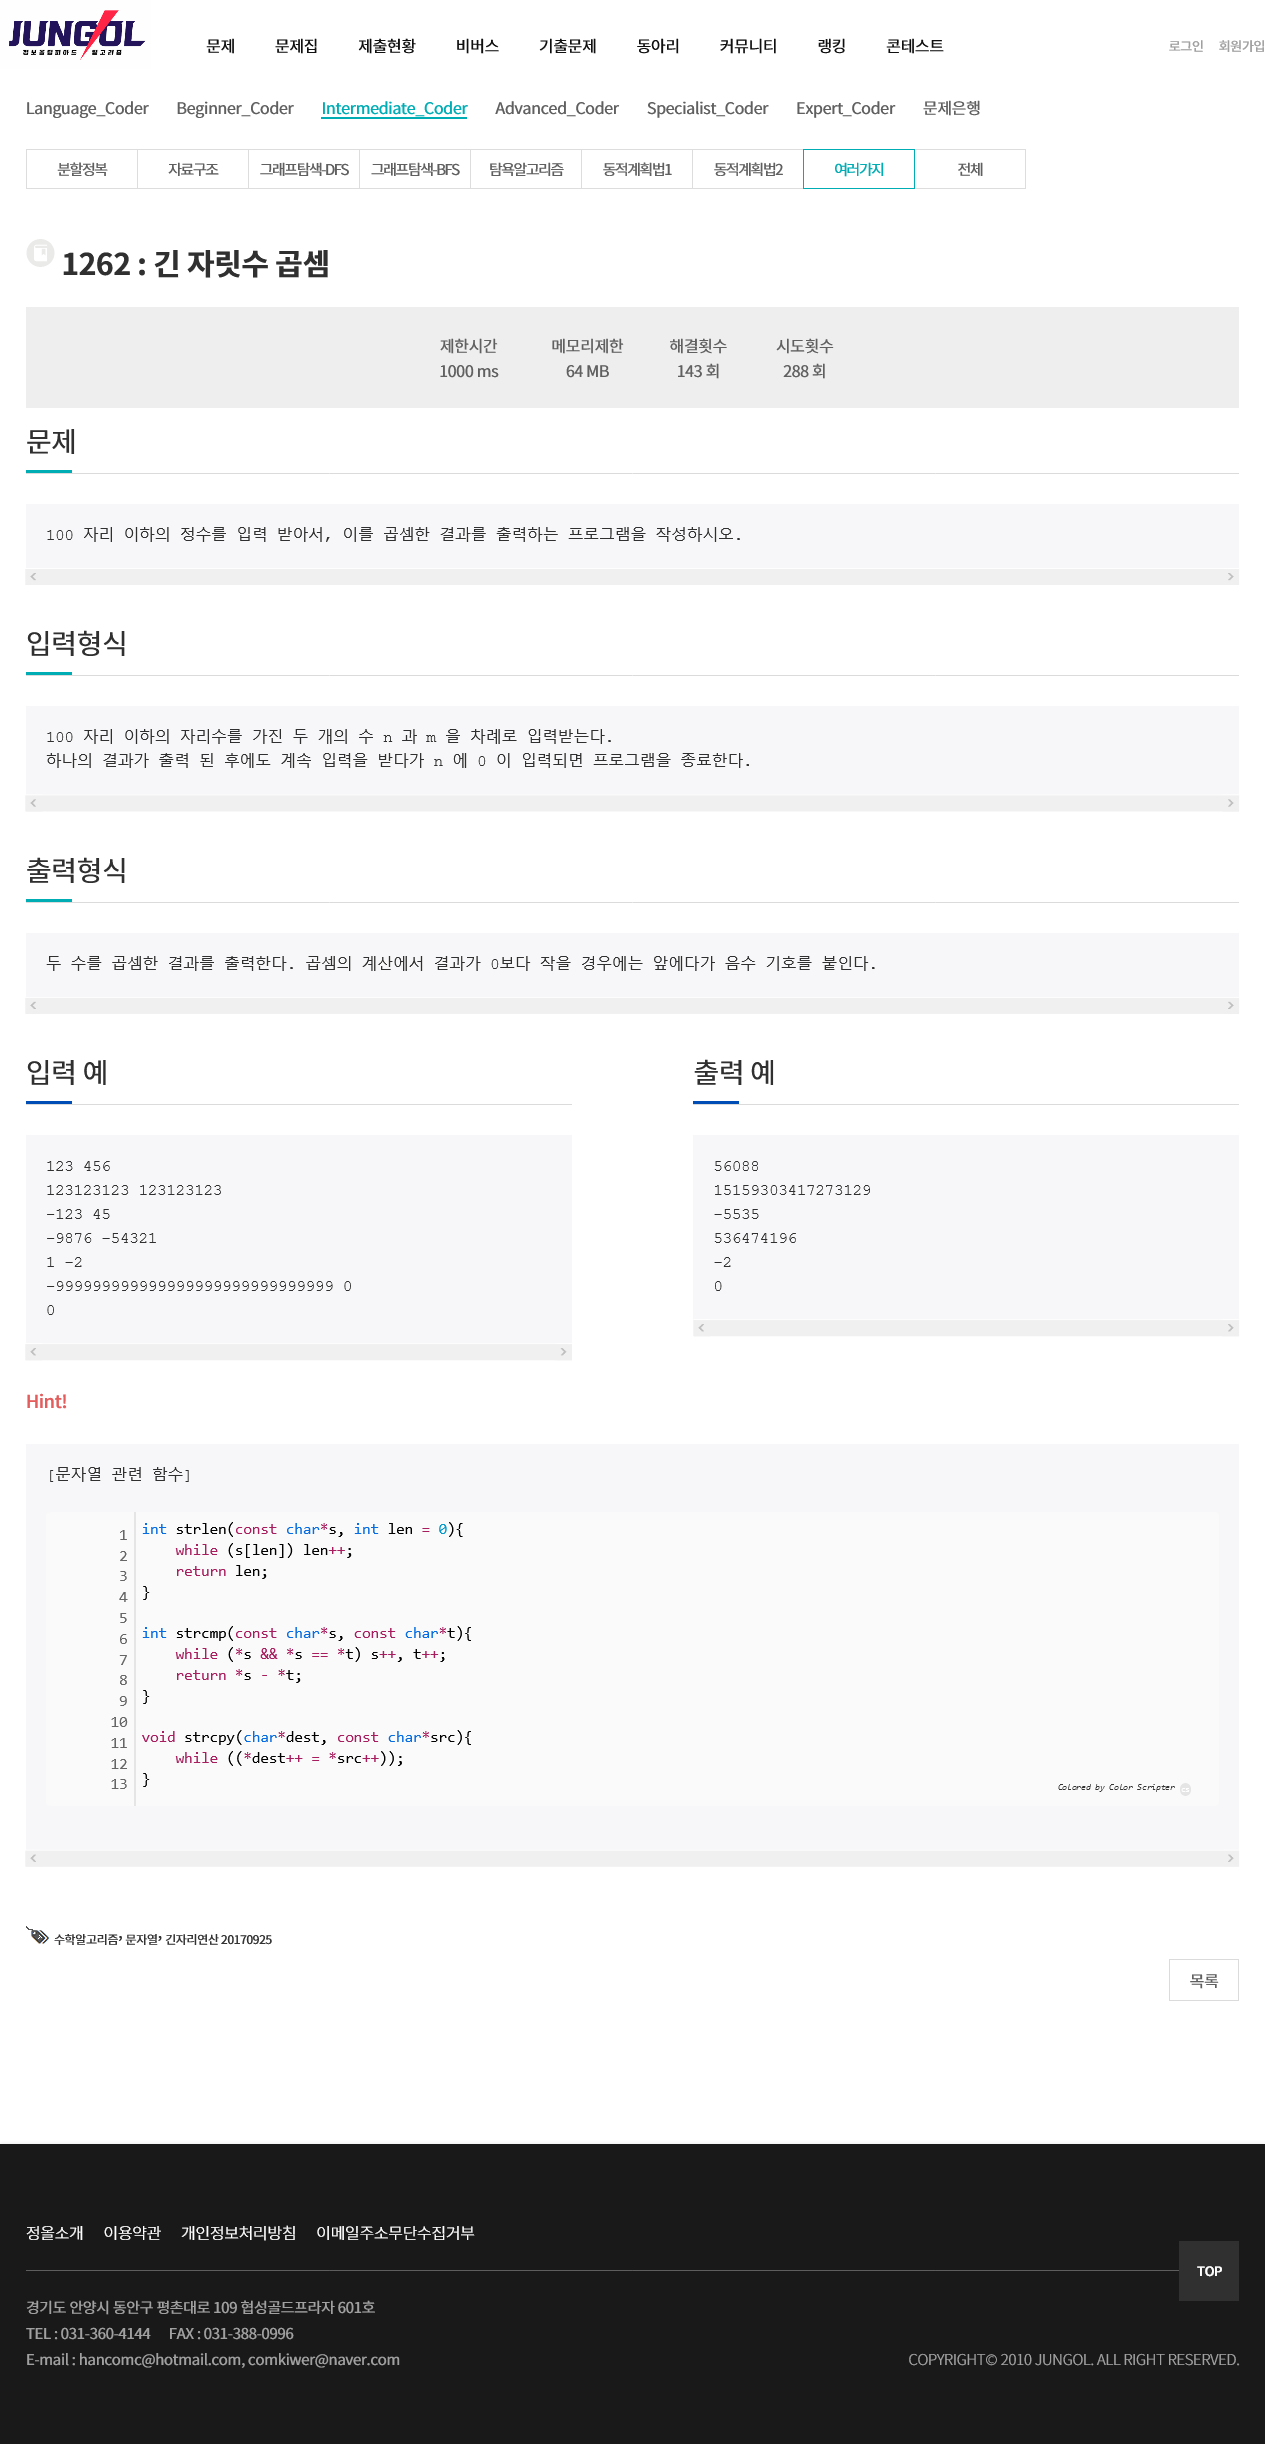 JUNGOL
정보올림피아드 알고리즘
문제 문제집 제출현황 비버스 기출문제 동아리 커뮤니티 랭킹 콘테스트 로그인 회원가입
Language_Coder Beginner_Coder Intermediate_Coder Advanced_Coder Specialist_Coder Expert_Coder 문제은행
분할정복 자료구조 그래프탐색-DFS 그래프탐색-BFS 탐욕알고리즘 동적계획법1 동적계획법2 여러가지 전체
1262 : 긴 자릿수 곱셈
제한시간 메모리제한 해결횟수 시도횟수
1000 ms 64 MB 143 회 288 회
문제
100 자리 이하의 정수를 입력 받아서, 이를 곱셈한 결과를 출력하는 프로그램을 작성하시오.
입력형식
100 자리 이하의 자리수를 가진 두 개의 수 n 과 m 을 차례로 입력받는다.
하나의 결과가 출력 된 후에도 계속 입력을 받다가 n 에 0 이 입력되면 프로그램을 종료한다.
출력형식
두 수를 곱셈한 결과를 출력한다. 곱셈의 계산에서 결과가 0보다 작을 경우에는 앞에다가 음수 기호를 붙인다.
입력 예
123 456
123123123 123123123
-123 45
-9876 -54321
1 -2
-999999999999999999999999999999 0
0
출력 예
56088
15159303417273129
-5535
536474196
-2
0
Hint!
[문자열 관련 함수]
1 int strlen(const char*s, int len = 0){
2 while (s[len]) len++;
3 return len;
4 }
5
6 int strcmp(const char*s, const char*t){
7 while (*s && *s == *t) s++, t++;
8 return *s - *t;
9 }
10
11 void strcpy(char*dest, const char*src){
12 while ((*dest++ = *src++));
13 }
Colored by Color Scripter cs
수학알고리즘, 문자열, 긴자리연산 20170925
목록
정올소개 이용약관 개인정보처리방침 이메일주소무단수집거부
TOP
경기도 안양시 동안구 평촌대로 109 협성골드프라자 601호
TEL : 031-360-4144 FAX : 031-388-0996
E-mail : hancomc@hotmail.com, comkiwer@naver.com
COPYRIGHT© 2010 JUNGOL. ALL RIGHT RESERVED.